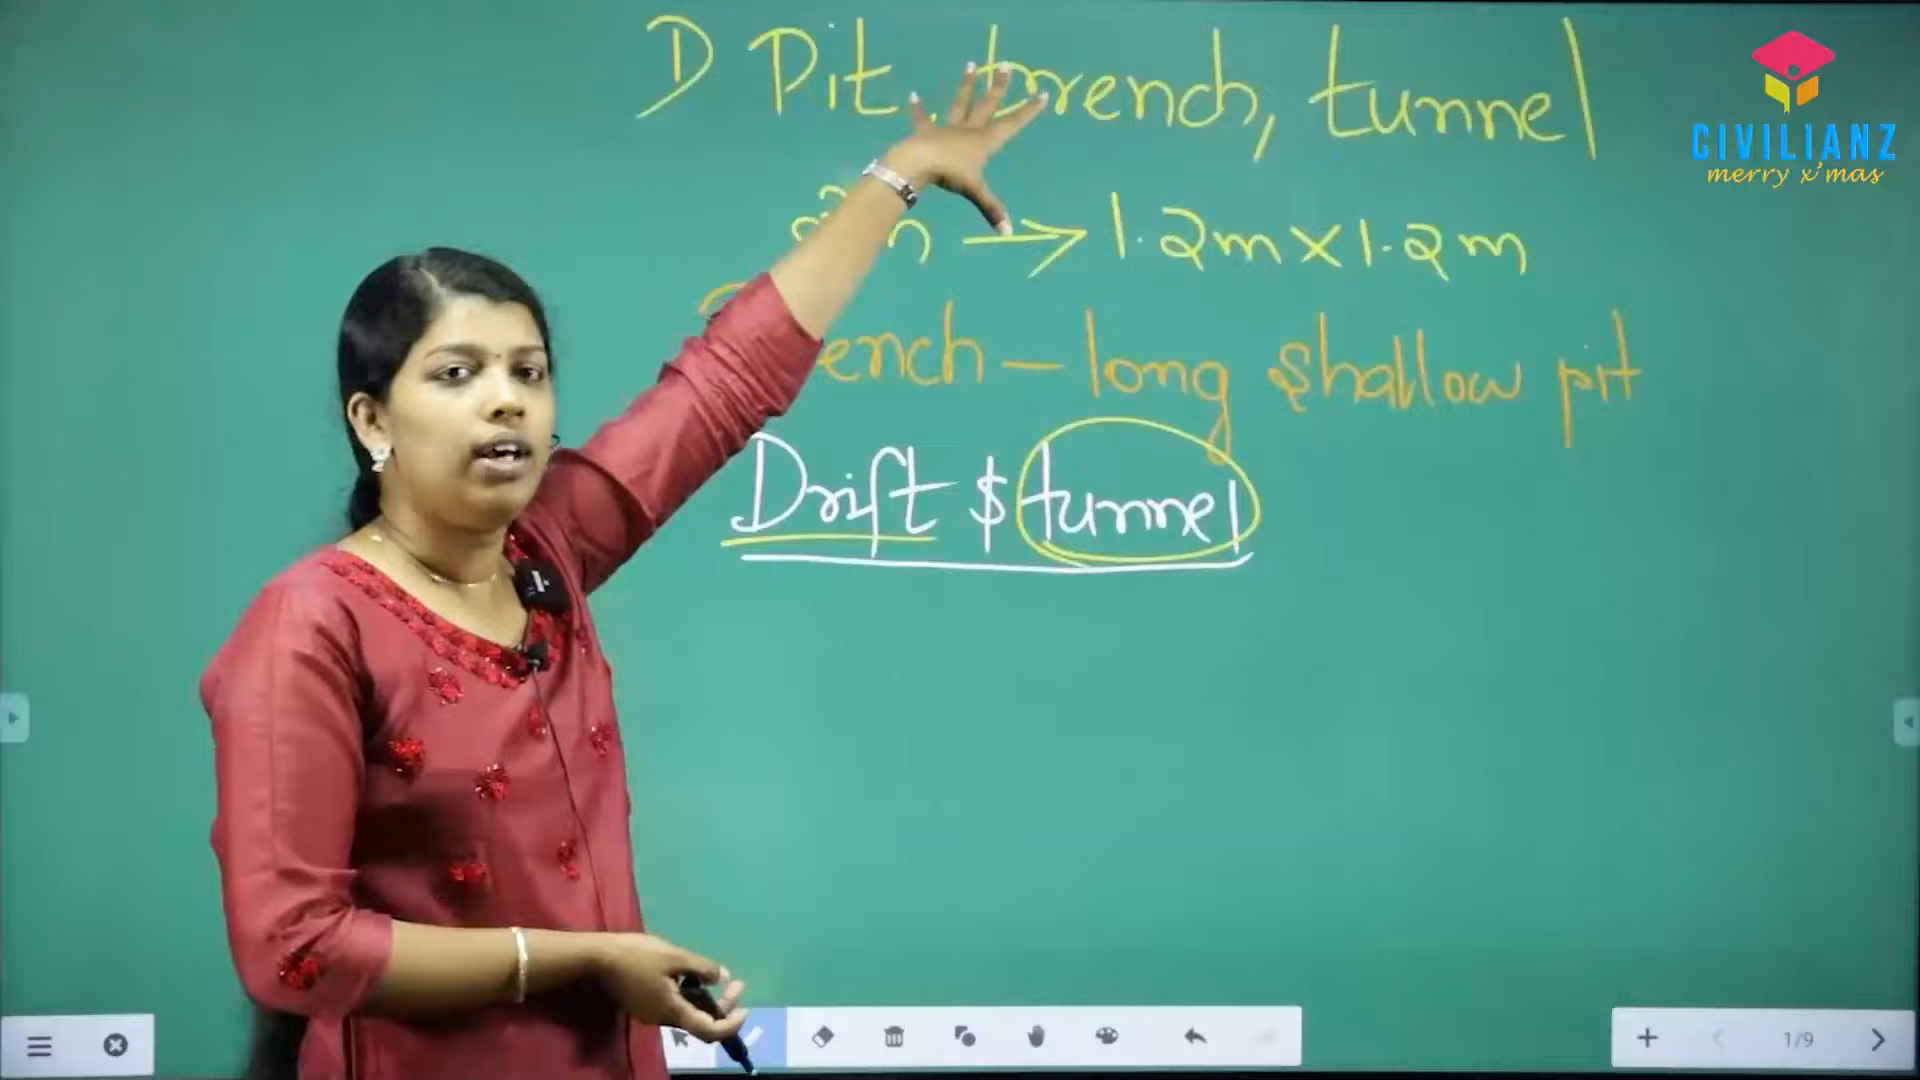 D Pit, trench, tunnel
→ 1.2m x 1.2m
ench - long shallow pit
Drift $ tunnel
CIVILIANZ
merry x'mas
1/9